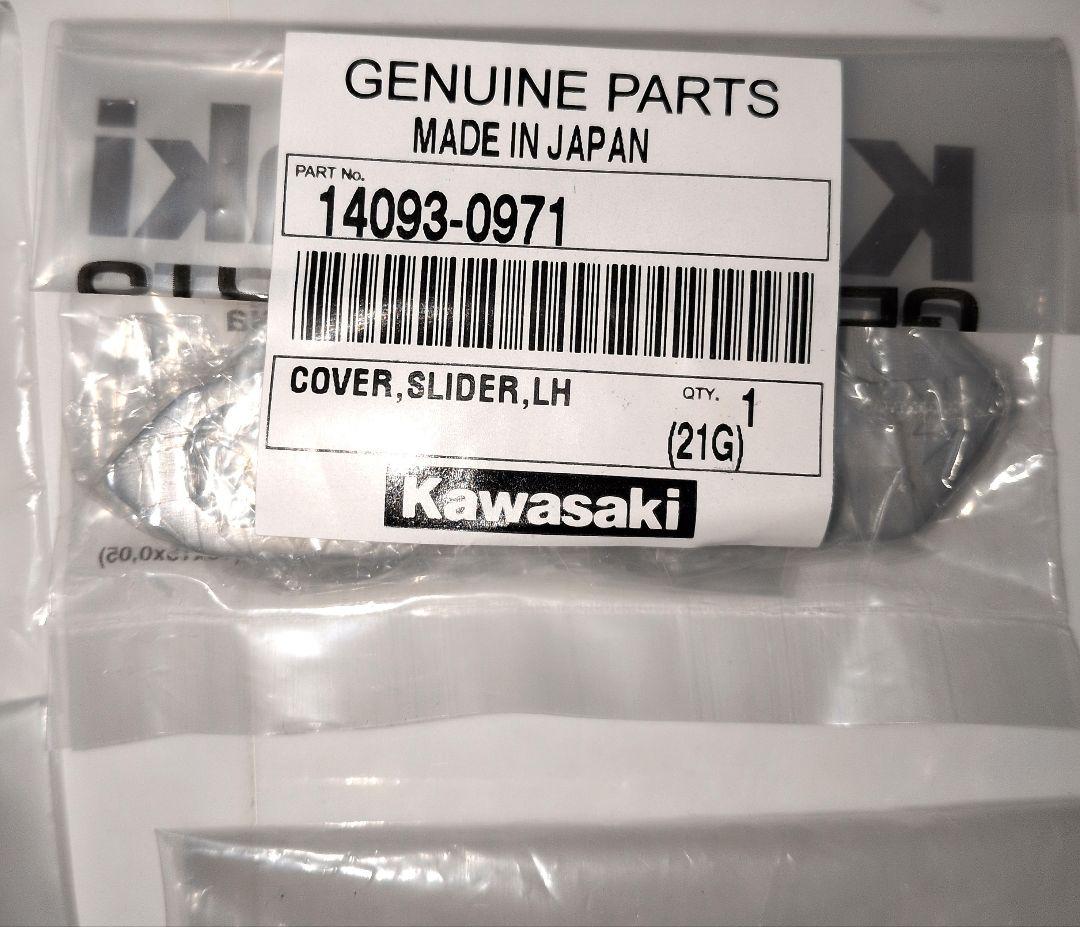 GENUINE PARTS
MADE IN JAPAN
PART No.
14093-0971
COVER,SLIDER,LH
QTY. 1
(21G)
Kawasaki